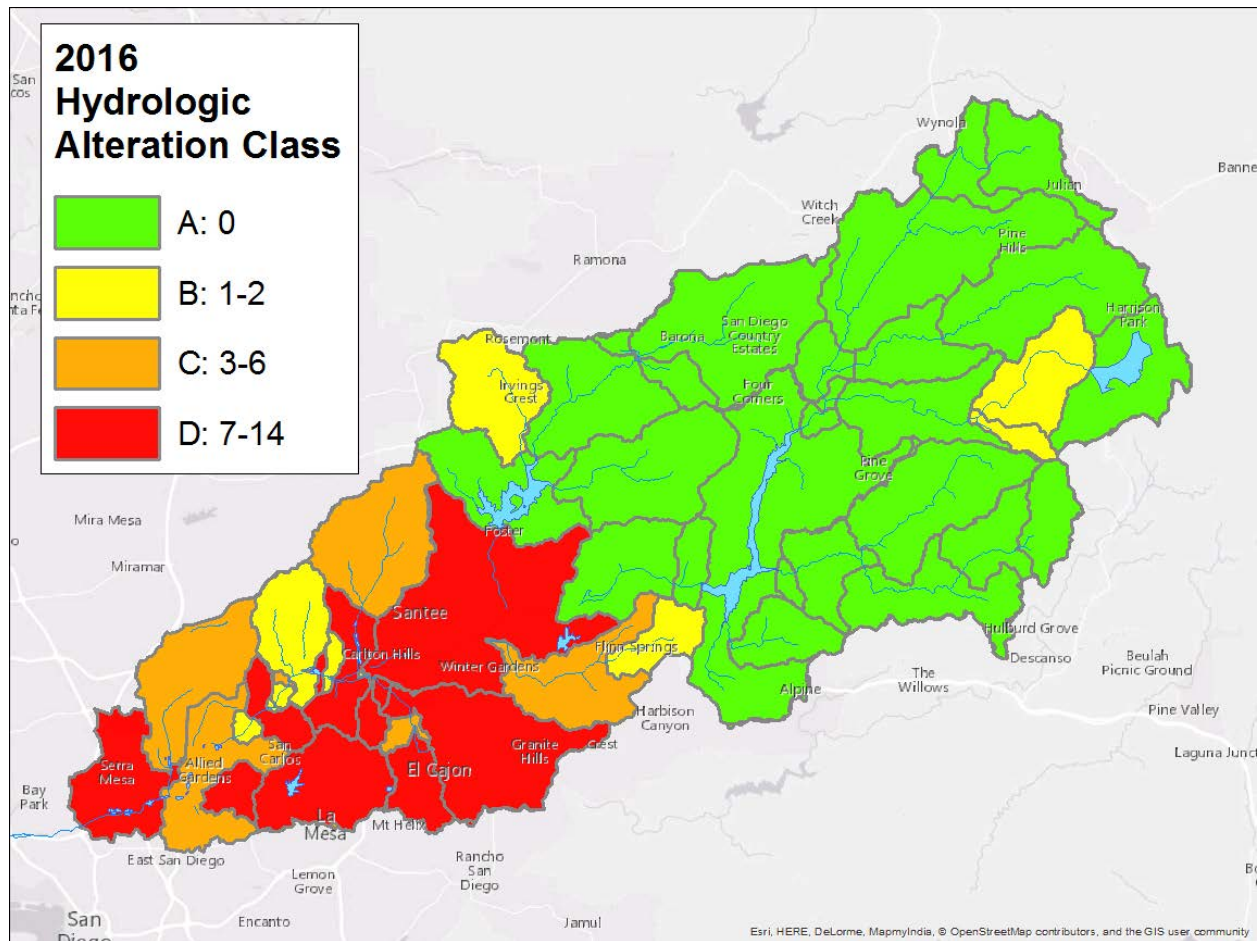 2016
Hydrologic
Alteration Class
A: 0
B: 1-2
C: 3-6
D: 7-14
San
cos
Wynola
Banne
Julian
Witch
Creek
Pine
Hills
Ramona
ncho
nta Fe
Harrison
Park
San Diego
Country
Estates
Barona
Rosemont
Irvings
Crest
Four
Corners
Pine
Grove
Mira Mesa
Foster
Miramar
Santee
Hulburd Grove
Flinn Springs
Carlton Hills
Winter Gardens
Descanso
Beulah
Picnic Ground
The
Willows
Alpine
Pine Valley
Harbison
Canyon
Granite
Hills
Crest
San
Carlos
Laguna Junct
Serra
Mesa
Allied
Gardens
El Cajon
Bay
Park
La
Mesa
Mt Helix
East San Diego
Rancho
San
Diego
Lemon
Grove
Encanto
Jamul
San
Diego
Esri, HERE, DeLorme, MapmyIndia, © OpenStreetMap contributors, and the GIS user community